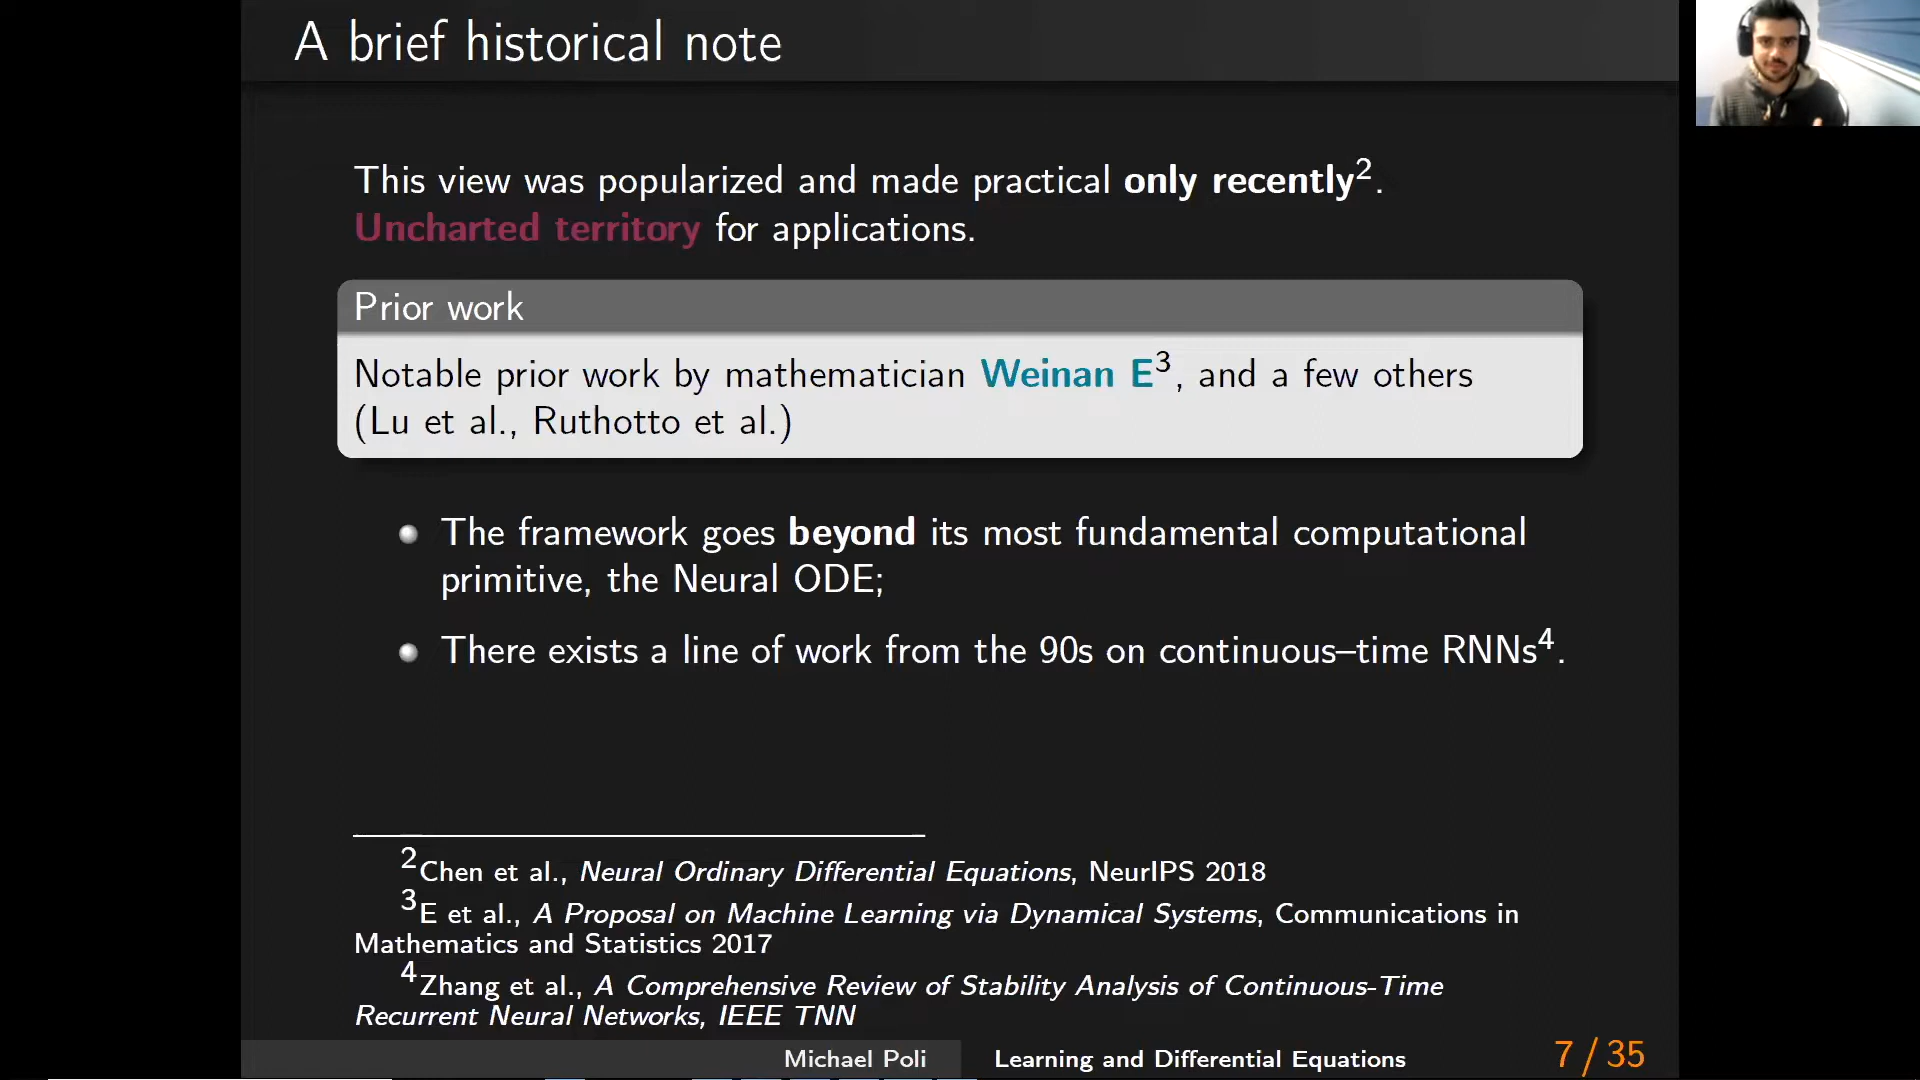 A brief historical note
This view was popularized and made practical only recently².
Uncharted territory for applications.
Prior work
Notable prior work by mathematician Weinan E³, and a few others
(Lu et al., Ruthotto et al.)
The framework goes beyond its most fundamental computational
primitive, the Neural ODE;
There exists a line of work from the 90s on continuous–time RNNs⁴.
²Chen et al., Neural Ordinary Differential Equations, NeurIPS 2018
³E et al., A Proposal on Machine Learning via Dynamical Systems, Communications in
Mathematics and Statistics 2017
⁴Zhang et al., A Comprehensive Review of Stability Analysis of Continuous-Time
Recurrent Neural Networks, IEEE TNN
Michael Poli Learning and Differential Equations 7 / 35